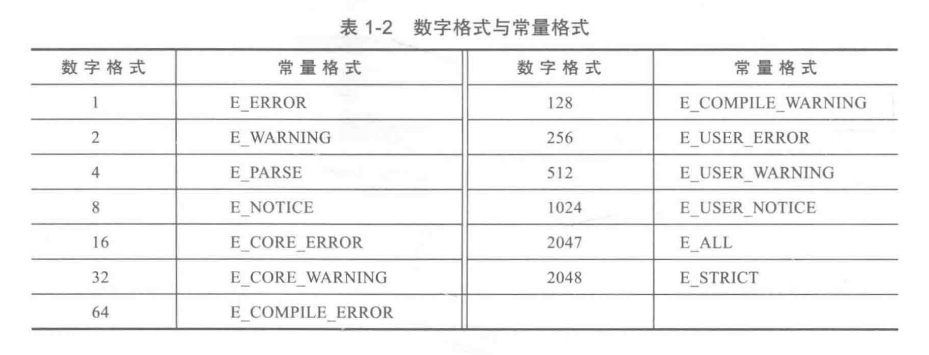 表 1-2 数字格式与常量格式
数字格式 常量格式 数字格式 常量格式
1 E_ERROR 128 E_COMPILE_WARNING
2 E_WARNING 256 E_USER_ERROR
4 E_PARSE 512 E_USER_WARNING
8 E_NOTICE 1024 E_USER_NOTICE
16 E_CORE_ERROR 2047 E_ALL
32 E_CORE_WARNING 2048 E_STRICT
64 E_COMPILE_ERROR